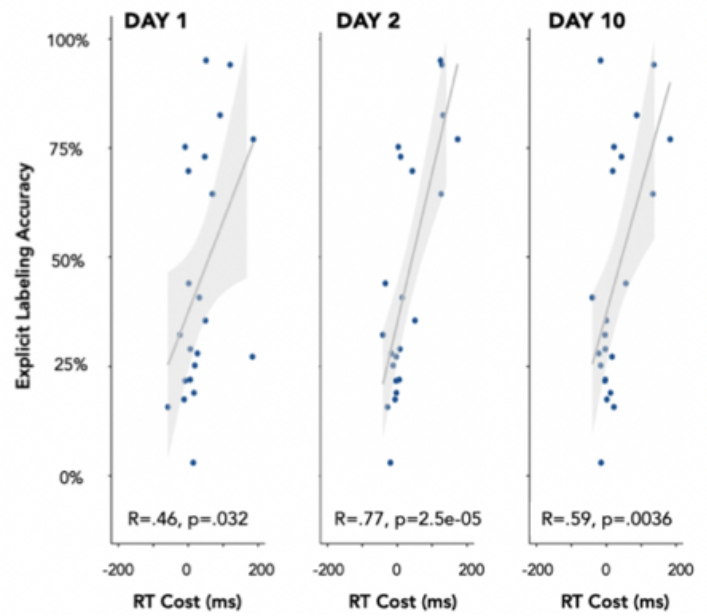 DAY 1
DAY 2
DAY 10
Explicit Labeling Accuracy
100%
75%
50%
25%
0%
R=.46, p=.032
R=.77, p=2.5e-05
R=.59, p=.0036
-200 0 200
-200 0 200
-200 0 200
RT Cost (ms)
RT Cost (ms)
RT Cost (ms)